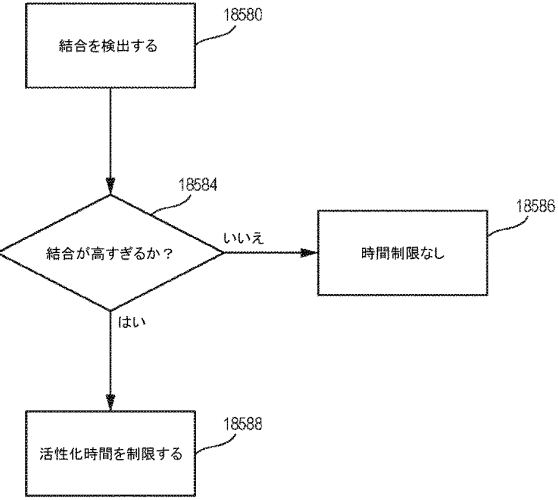 18580
結合を検出する
18584
結合が高すぎるか？
いいえ
18586
時間制限なし
はい
18588
活性化時間を制限する